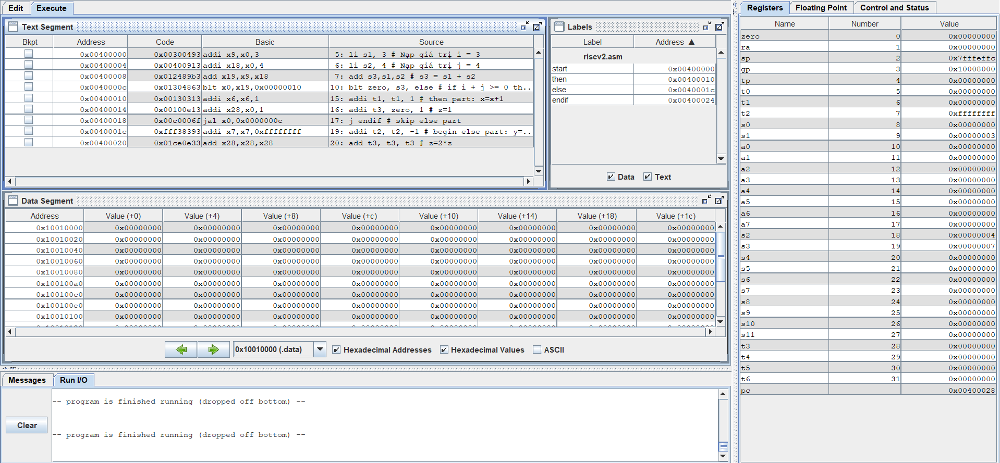 Edit Execute
Text Segment
Bkpt Address Code Basic Source
0x00400000 0x00300493 addi x9,x0,3 5: li s1, 3 # Nạp giá trị i = 3
0x00400004 0x00400913 addi x18,x0,4 6: li s2, 4 # Nạp giá trị j = 4
0x00400008 0x012489b3 add x19,x9,x18 7: add s3,s1,s2 # s3 = s1 + s2
0x0040000c 0x01304863 blt x0,x19,0x00000010 10: blt zero, s3, else # if i + j >= 0 th...
0x00400010 0x00130313 addi x6,x6,1 15: addi t1, t1, 1 # then part: x=x+1
0x00400014 0x00100e13 addi x28,x0,1 16: addi t3, zero, 1 # z=1
0x00400018 0x00c0006f jal x0,0x0000000c 17: j endif # skip else part
0x0040001c 0xfff38393 addi x7,x7,0xffffffff 19: addi t2, t2, -1 # begin else part: y=...
0x00400020 0x01ce0e33 add x28,x28,x28 20: add t3, t3, t3 # z=2*z
Labels
Label Address ▲
riscv2.asm
start 0x00400000
then 0x00400010
else 0x0040001c
endif 0x00400024
Data Text
Data Segment
Address Value (+0) Value (+4) Value (+8) Value (+c) Value (+10) Value (+14) Value (+18) Value (+1c)
0x10010000 0x00000000 0x00000000 0x00000000 0x00000000 0x00000000 0x00000000 0x00000000 0x00000000
0x10010020 0x00000000 0x00000000 0x00000000 0x00000000 0x00000000 0x00000000 0x00000000 0x00000000
0x10010040 0x00000000 0x00000000 0x00000000 0x00000000 0x00000000 0x00000000 0x00000000 0x00000000
0x10010060 0x00000000 0x00000000 0x00000000 0x00000000 0x00000000 0x00000000 0x00000000 0x00000000
0x10010080 0x00000000 0x00000000 0x00000000 0x00000000 0x00000000 0x00000000 0x00000000 0x00000000
0x100100a0 0x00000000 0x00000000 0x00000000 0x00000000 0x00000000 0x00000000 0x00000000 0x00000000
0x100100c0 0x00000000 0x00000000 0x00000000 0x00000000 0x00000000 0x00000000 0x00000000 0x00000000
0x100100e0 0x00000000 0x00000000 0x00000000 0x00000000 0x00000000 0x00000000 0x00000000 0x00000000
0x10010100 0x00000000 0x00000000 0x00000000 0x00000000 0x00000000 0x00000000 0x00000000 0x00000000
0x10010000 (.data) Hexadecimal Addresses Hexadecimal Values ASCII
Messages Run I/O
-- program is finished running (dropped off bottom) --
-- program is finished running (dropped off bottom) --
Clear
Registers Floating Point Control and Status
Name Number Value
zero 0 0x00000000
ra 1 0x00000000
sp 2 0x7fffeffc
gp 3 0x10008000
tp 4 0x00000000
t0 5 0x00000000
t1 6 0x00000000
t2 7 0xffffffff
s0 8 0x00000000
s1 9 0x00000003
a0 10 0x00000000
a1 11 0x00000000
a2 12 0x00000000
a3 13 0x00000000
a4 14 0x00000000
a5 15 0x00000000
a6 16 0x00000000
a7 17 0x00000000
s2 18 0x00000004
s3 19 0x00000007
s4 20 0x00000000
s5 21 0x00000000
s6 22 0x00000000
s7 23 0x00000000
s8 24 0x00000000
s9 25 0x00000000
s10 26 0x00000000
s11 27 0x00000000
t3 28 0x00000000
t4 29 0x00000000
t5 30 0x00000000
t6 31 0x00000000
pc 0x00400028